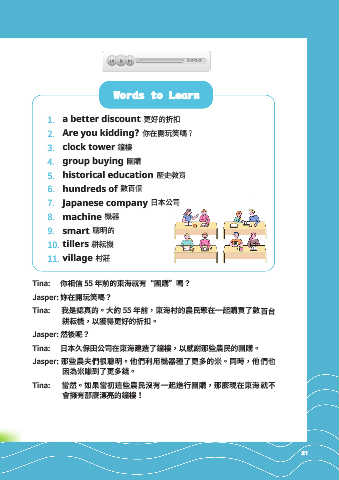 Words to Learn
1. a better discount 更好的折扣
2. Are you kidding? 你在開玩笑嗎?
3. clock tower 鐘樓
4. group buying 團購
5. historical education 歷史教育
6. hundreds of 數百個
7. Japanese company 日本公司
8. machine 機器
9. smart 聰明的
10. tillers 耕耘機
11. village 村莊
Tina: 你相信 55 年前的東海就有“團購”嗎?
Jasper: 妳在開玩笑嗎?
Tina: 我是認真的。大約 55 年前,東海村的農民聚在一起購買了數百台
耕耘機,以獲得更好的折扣。
Jasper: 然後呢?
Tina: 日本久保田公司在東海建造了鐘樓,以感謝那些農民的團購。
Jasper: 那些農夫們很聰明。他們利用機器種了更多的米。同時,他們也
因為米賺到了更多錢。
Tina: 當然。如果當初這些農民沒有一起進行團購,那麼現在東海就不
會擁有那麼漂亮的鐘樓!